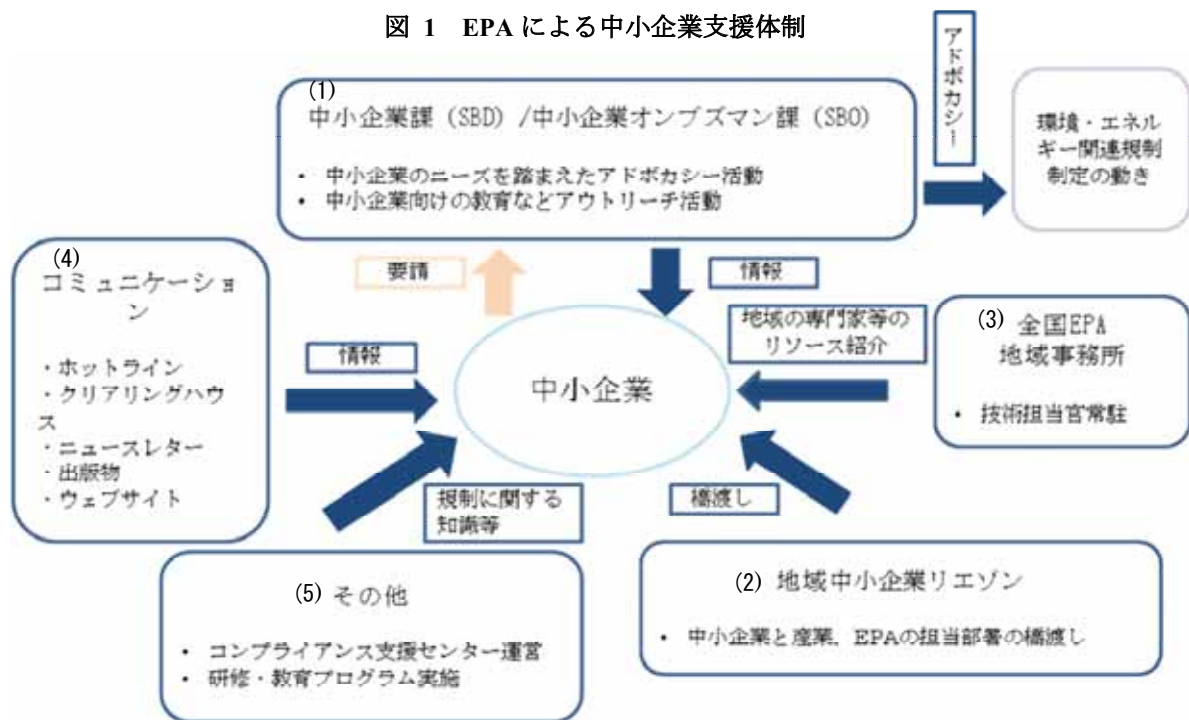 図 1 EPA による中小企業支援体制
(1)
中小企業課（SBD）/中小企業オンブズマン課（SBO）
・ 中小企業のニーズを踏まえたアドボカシー活動
・ 中小企業向けの教育などアウトリーチ活動
アドボカシー
環境・エネル
ギー関連規制
制定の動き
(4)
コミュニケーショ
ン
・ホットライン
・クリアリングハウ
ス
・ニュースレター
・出版物
・ウェブサイト
要請
情報
情報
地域の専門家等の
リソース紹介
(3) 全国EPA
地域事務所
・ 技術担当官常駐
中小企業
規制に関する
知識等
橋渡し
(5) その他
・ コンプライアンス支援センター運営
・ 研修・教育プログラム実施
(2) 地域中小企業リエゾン
・ 中小企業と産業、EPAの担当部署の橋渡し